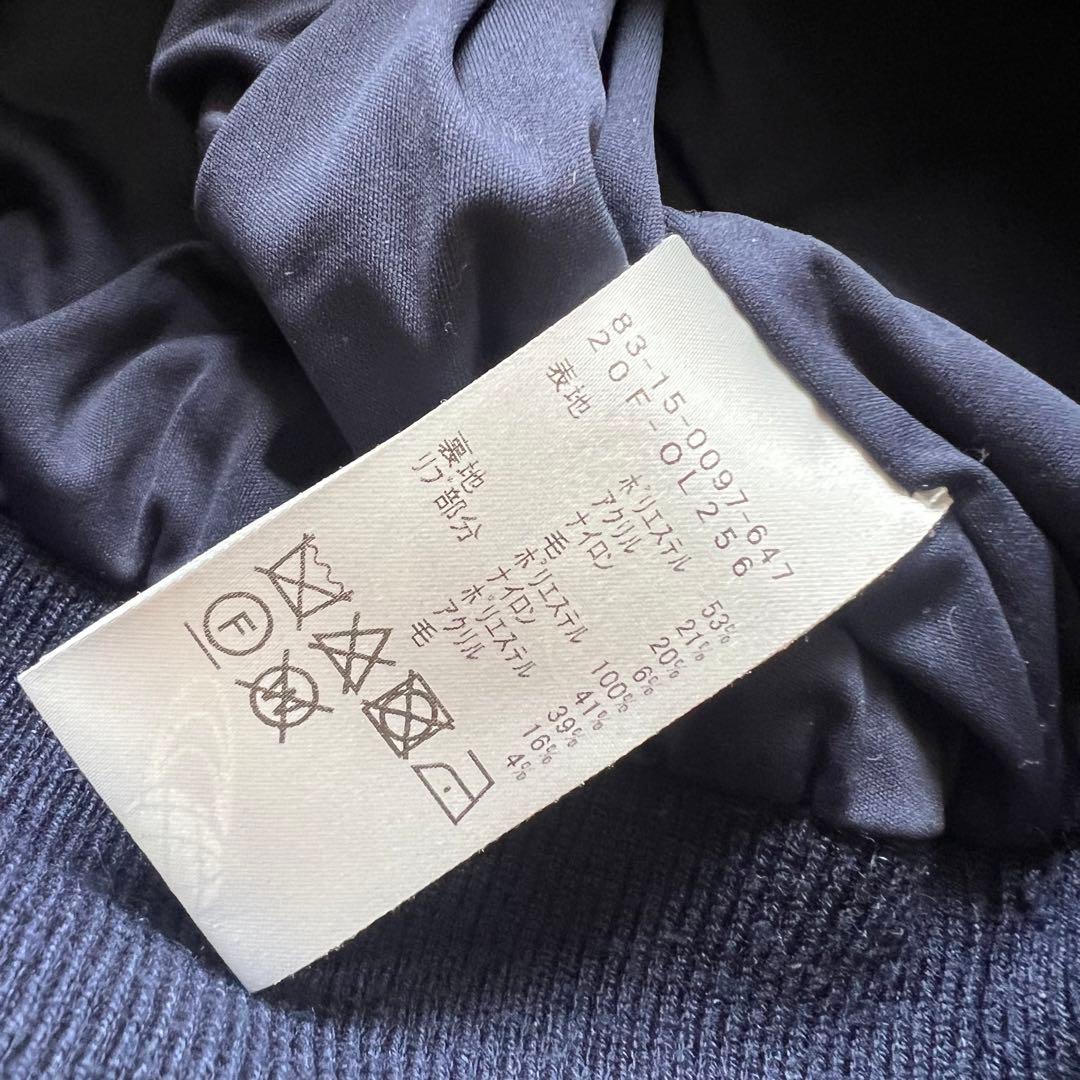 83-15-0097-647
20F-OL256
表地 ポリエステル 53%
アクリル 21%
ナイロン 20%
毛 6%
裏地 ポリエステル 100%
リブ部分 ナイロン 41%
ポリエステル 39%
アクリル 16%
毛 4%
F
W